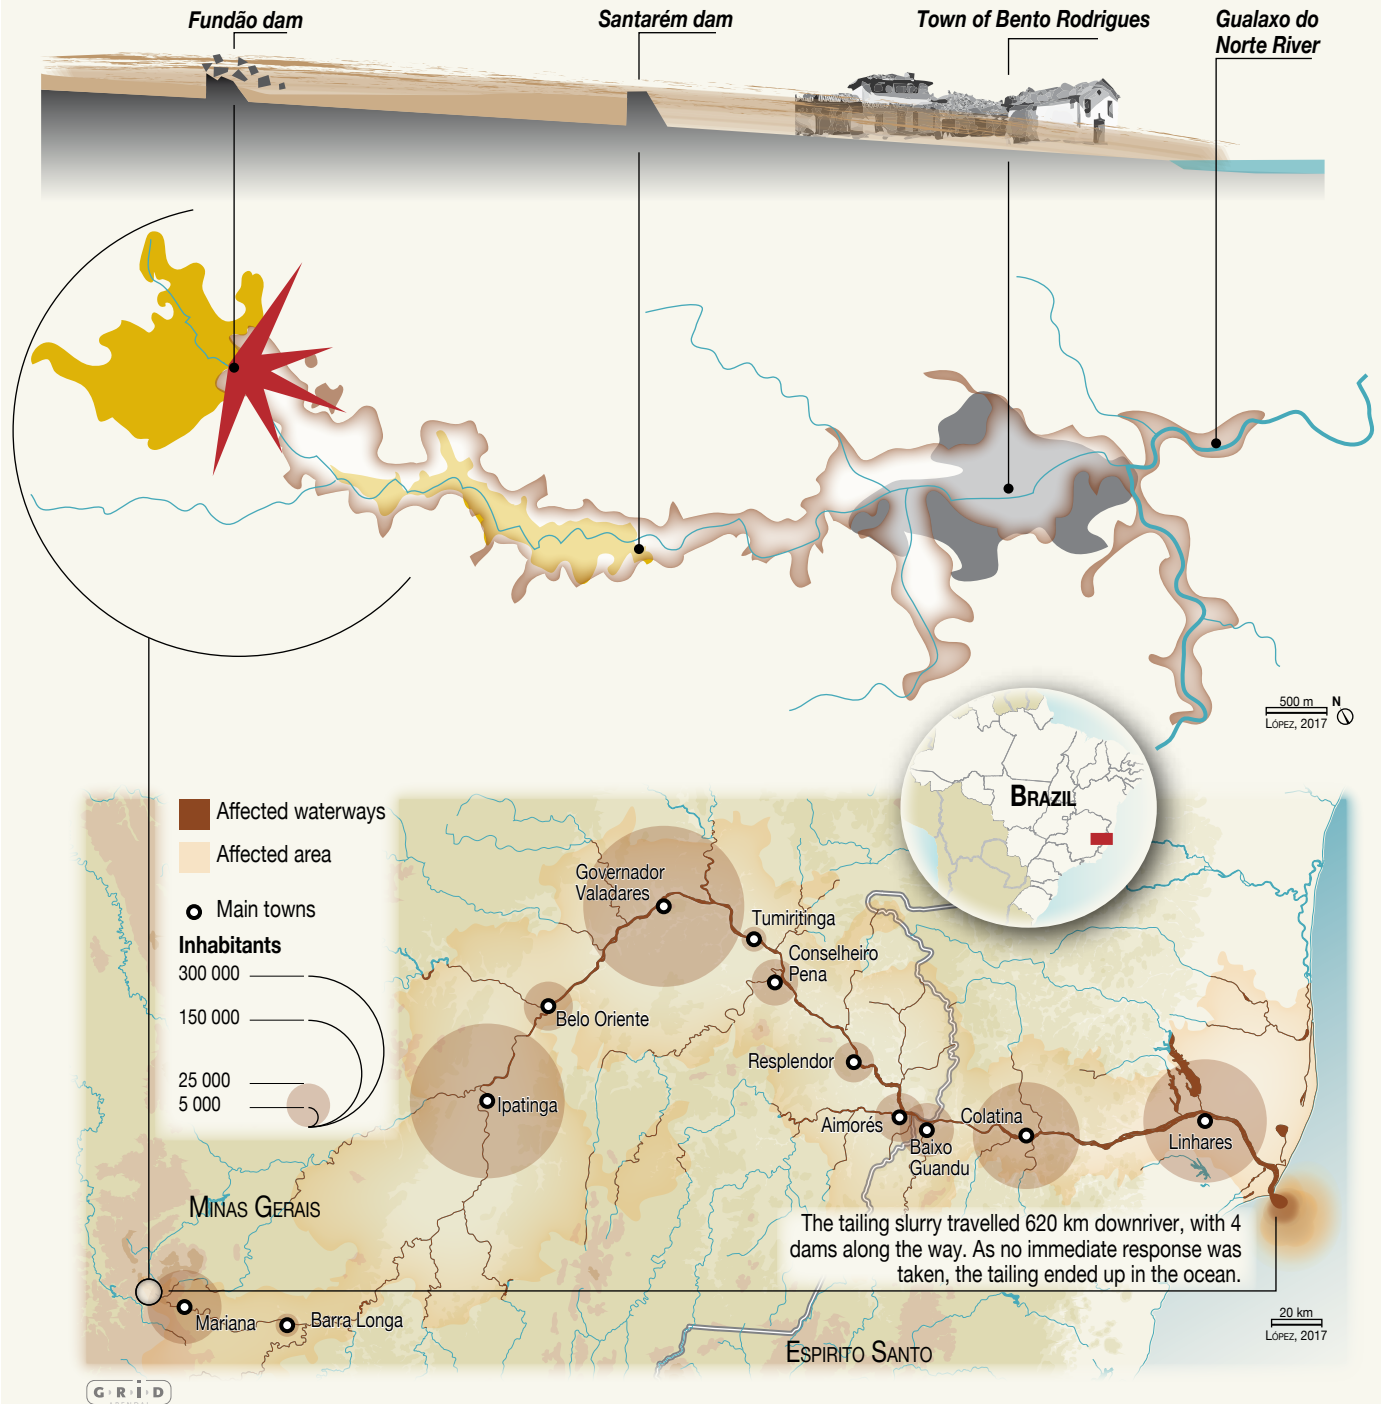 Fundão dam
Santarém dam
Town of Bento Rodrigues
Gualaxo do
Norte River
500 m
N
López, 2017
Brazil
Affected waterways
Affected area
Main towns
Inhabitants
300 000
150 000
25 000
5 000
Governador
Valadares
Tumiritinga
Conselheiro
Pena
Belo Oriente
Resplendor
Ipatinga
Aimorés
Baixo
Guandu
Colatina
Linhares
Minas Gerais
The tailing slurry travelled 620 km downriver, with 4
dams along the way. As no immediate response was
taken, the tailing ended up in the ocean.
Mariana
Barra Longa
20 km
López, 2017
Espirito Santo
G R I D